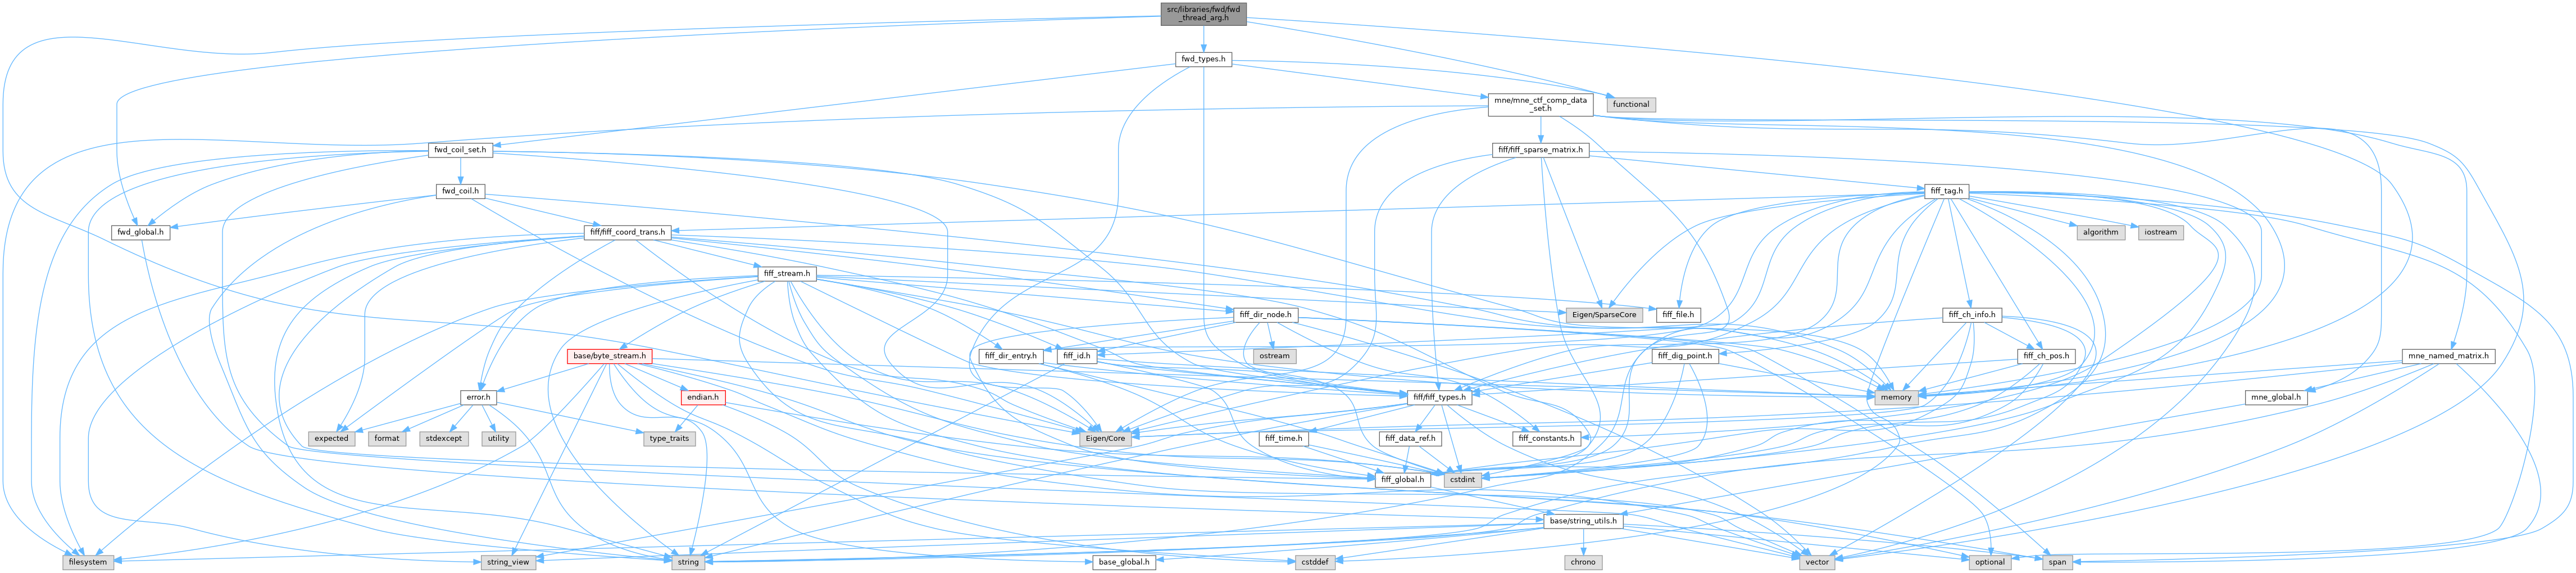 src/libraries/fwd/fwd
_thread_arg.h
fwd_types.h
mne/mne_ctf_comp_data
_set.h
functional
fwd_coil_set.h
fiff/fiff_sparse_matrix.h
fwd_coil.h
fiff_tag.h
fwd_global.h
fiff/fiff_coord_trans.h
algorithm
iostream
fiff_stream.h
fiff_dir_node.h
Eigen/SparseCore
fiff_file.h
fiff_ch_info.h
base/byte_stream.h
fiff_dir_entry.h
ostream
fiff_id.h
fiff_dig_point.h
fiff_ch_pos.h
mne_named_matrix.h
error.h
endian.h
fiff/fiff_types.h
memory
mne_global.h
expected
format
stdexcept
utility
type_traits
Eigen/Core
fiff_time.h
fiff_data_ref.h
fiff_constants.h
fiff_global.h
cstdint
base/string_utils.h
filesystem
string_view
string
base_global.h
cstddef
chrono
vector
optional
span